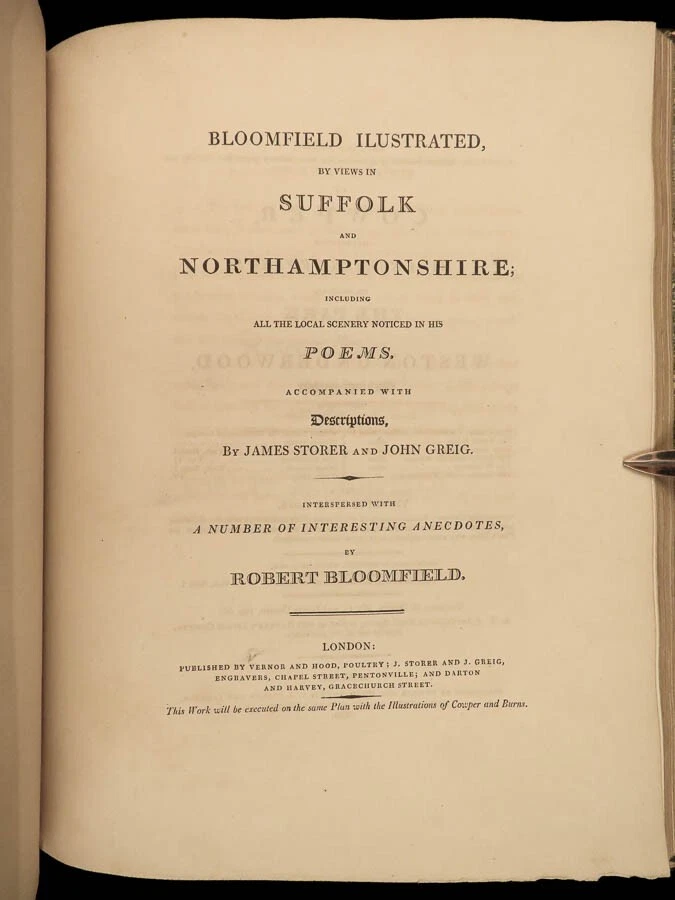 BLOOMFIELD ILUSTRATED,
BY VIEWS IN
SUFFOLK
AND
NORTHAMPTONSHIRE;
INCLUDING
ALL THE LOCAL SCENERY NOTICED IN HIS
POEMS.
ACCOMPANIED WITH
Descriptions,
BY JAMES STORER AND JOHN GREIG.
INTERSPERSED WITH
A NUMBER OF INTERESTING ANECDOTES,
BY
ROBERT BLOOMFIELD.
LONDON:
PUBLISHED BY VERNOR AND HOOD, POULTRY; J. STORER AND J. GREIG,
ENGRAVERS, CHAPEL STREET, PENTONVILLE; AND DARTON
AND HARVEY, GRACECHURCH STREET.
This Work will be executed on the same Plan with the Illustrations of Cowper and Burns.